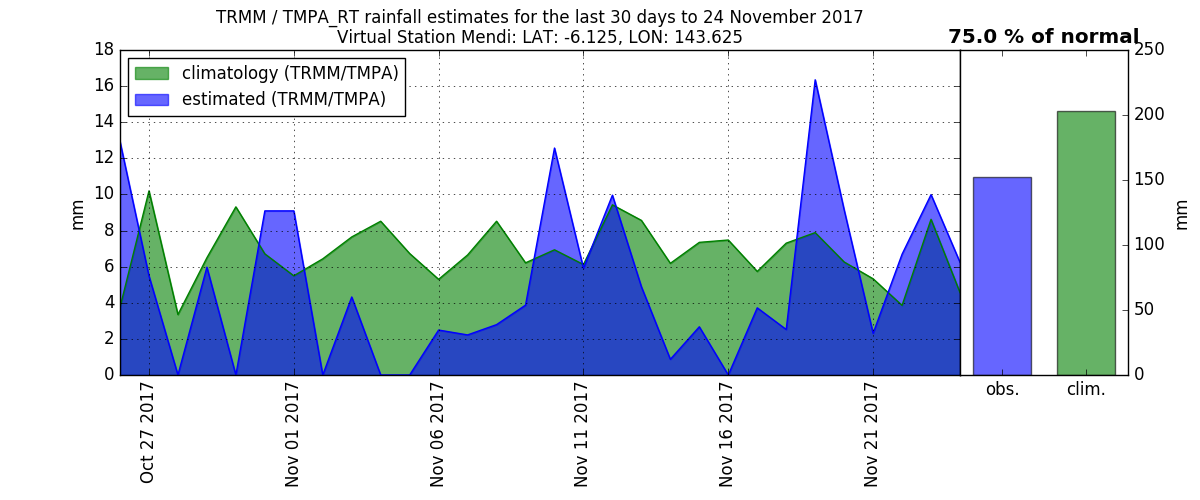 TRMM / TMPA_RT rainfall estimates for the last 30 days to 24 November 2017
Virtual Station Mendi: LAT: -6.125, LON: 143.625
75.0 % of normal
climatology (TRMM/TMPA)
estimated (TRMM/TMPA)
18
16
14
12
10
8
6
4
2
0
mm
Oct 27 2017
Nov 01 2017
Nov 06 2017
Nov 11 2017
Nov 16 2017
Nov 21 2017
obs.
clim.
250
200
150
100
50
0
mm